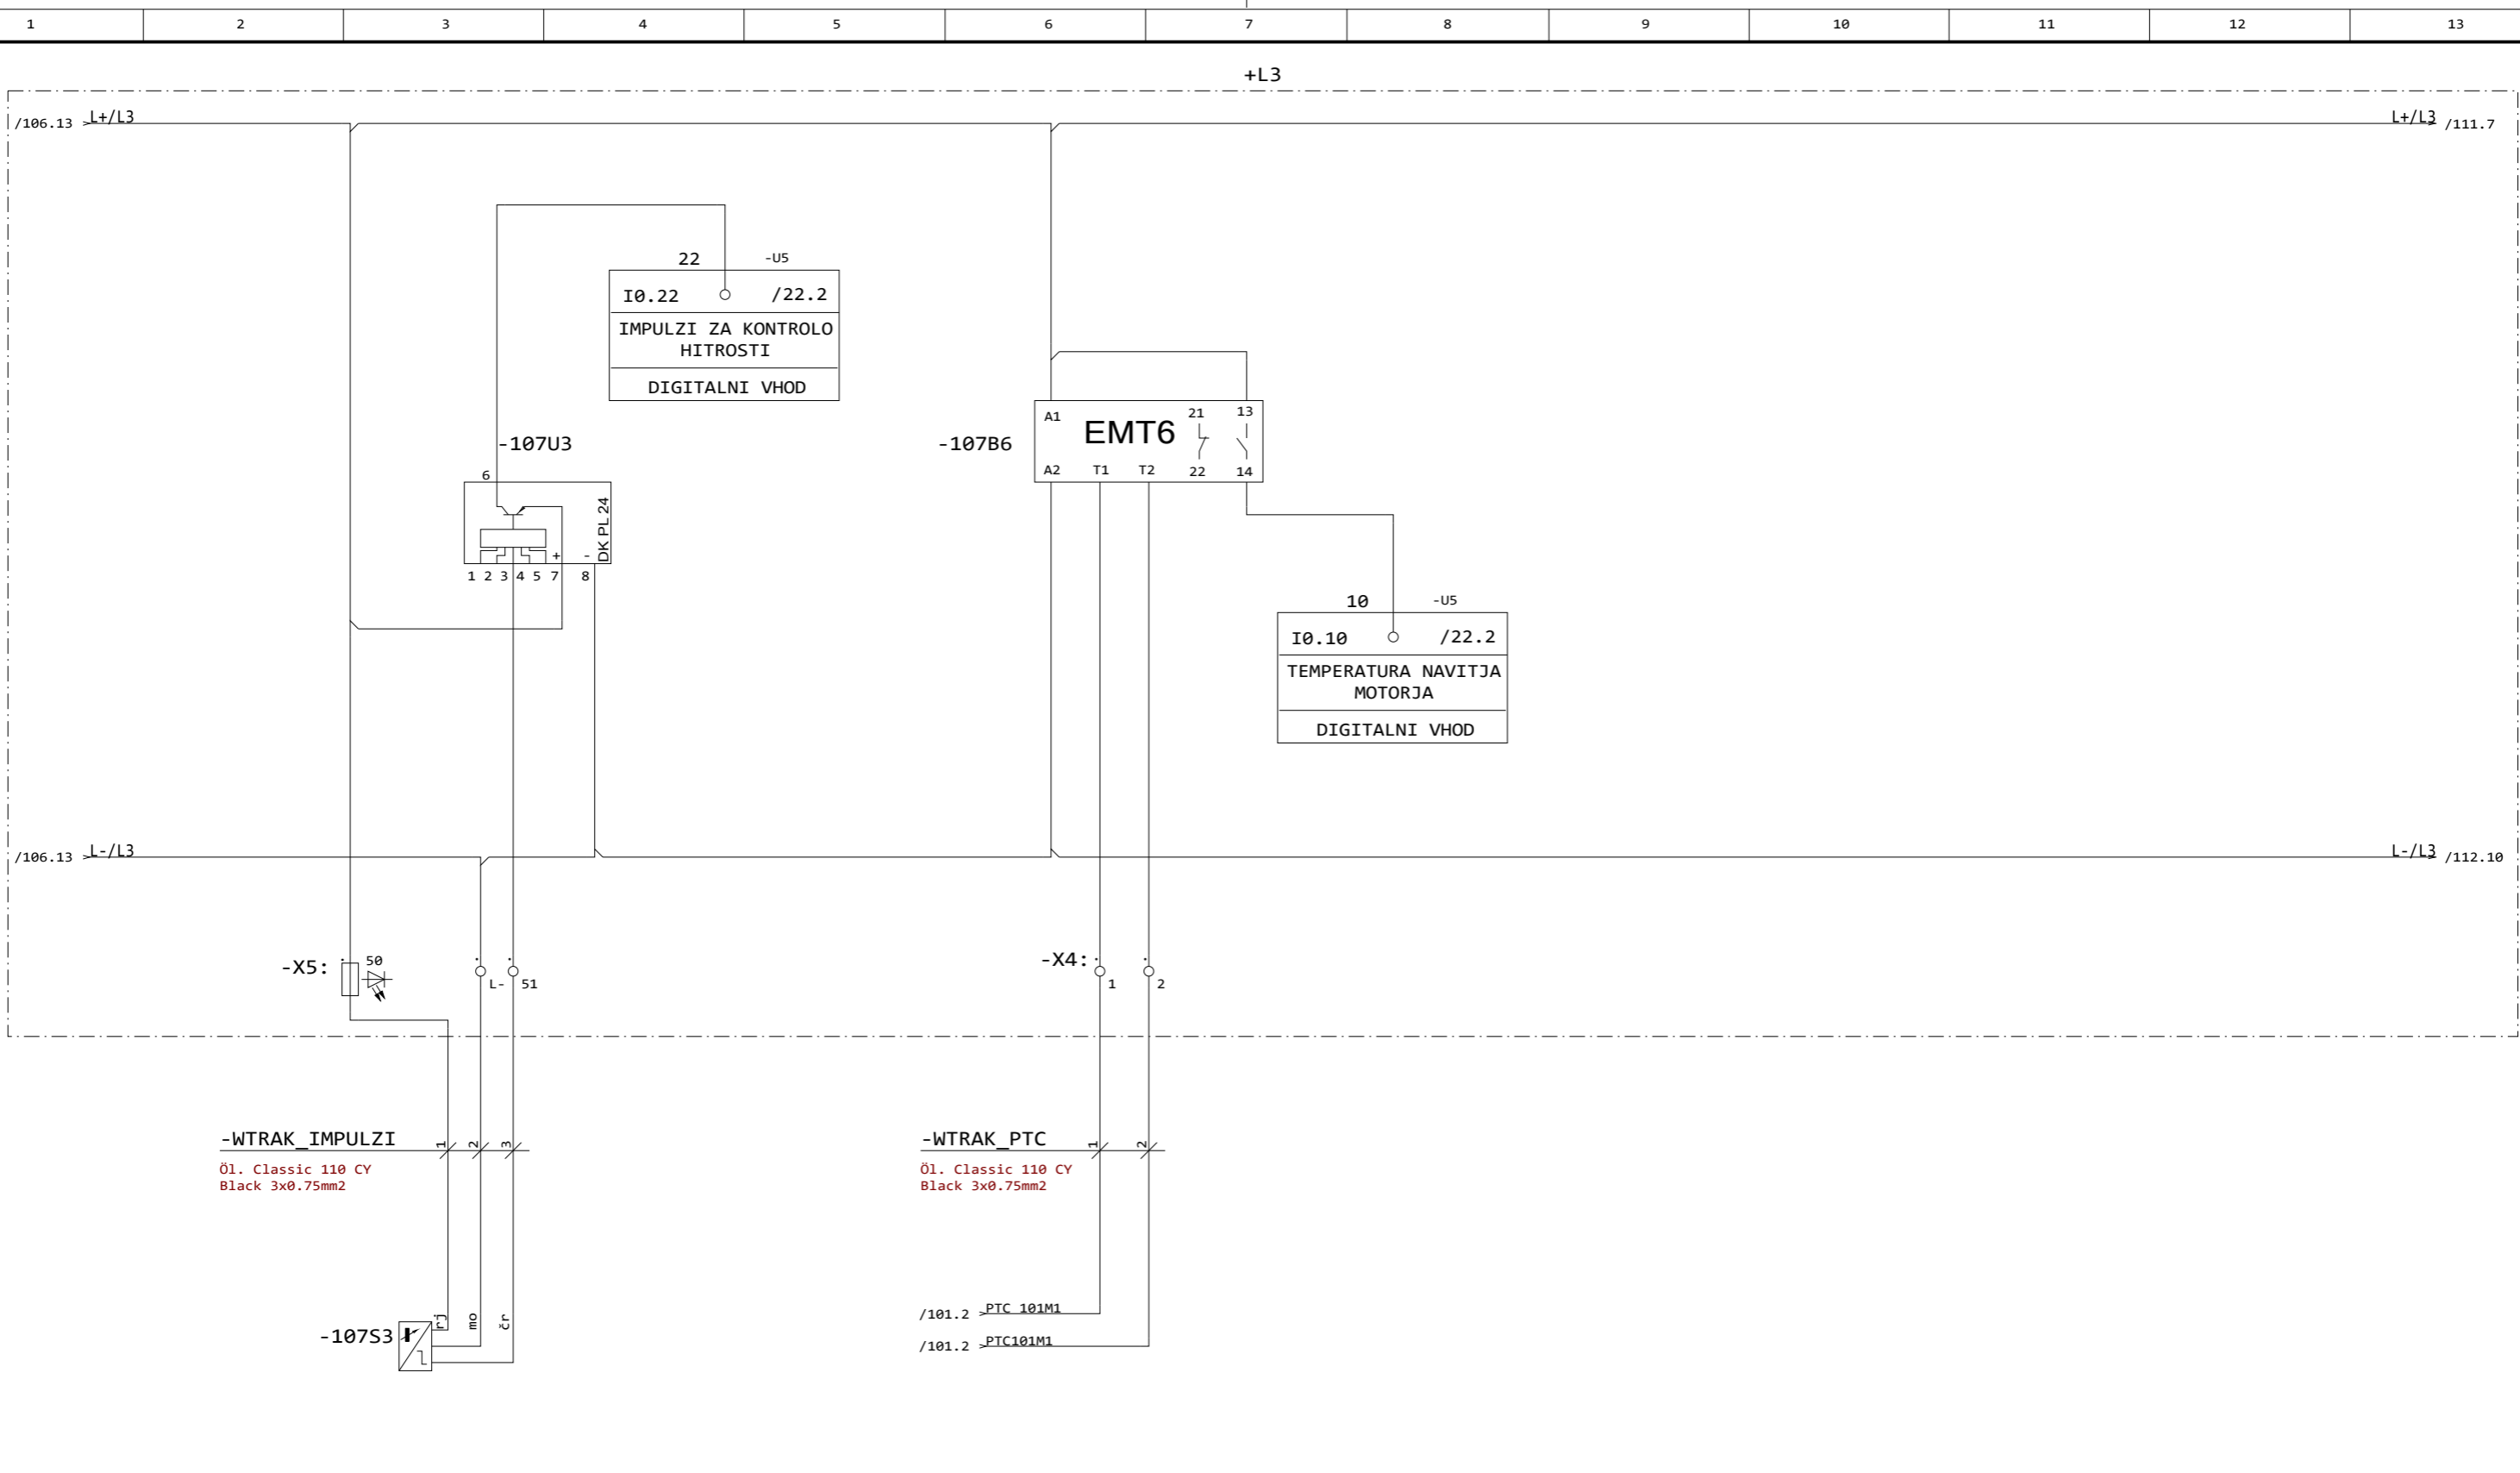 1 2 3 4 5 6 7 8 9 10 11 12 13
+L3
/106.13 L+/L3
L+/L3 /111.7
22 -U5
I0.22 /22.2
IMPULZI ZA KONTROLO
HITROSTI
DIGITALNI VHOD
-107U3
6
DK PL 24
+ -
1 2 3 4 5 7 8
-107B6
A1 EMT6 21 13
A2 T1 T2 22 14
10 -U5
I0.10 /22.2
TEMPERATURA NAVITJA
MOTORJA
DIGITALNI VHOD
/106.13 L-/L3
L-/L3 /112.10
-X5: 50
L- 51
-X4:
1 2
-WTRAK_IMPULZI 1 2 3
Öl. Classic 110 CY
Black 3x0.75mm2
-WTRAK_PTC 1 2
Öl. Classic 110 CY
Black 3x0.75mm2
/101.2 PTC 101M1
/101.2 PTC101M1
-107S3 rj mo čr